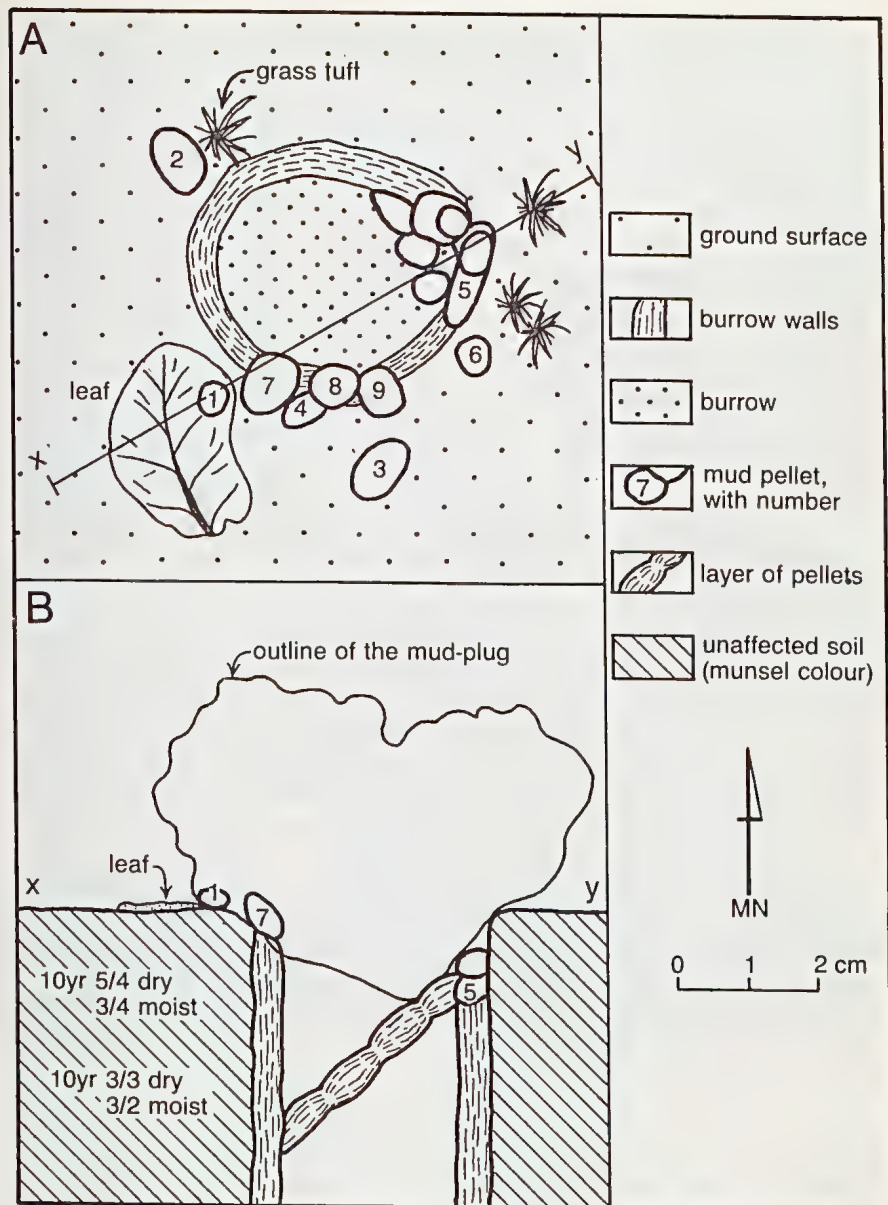 A
grass tuft
2
y
5
6
leaf
1
7
8
9
4
3
x
B
outline of the mud-plug
leaf
x
1
7
y
5
10yr 5/4 dry
3/4 moist
10yr 3/3 dry
3/2 moist
ground surface
burrow walls
burrow
7
mud pellet,
with number
layer of pellets
unaffected soil
(munsel colour)
MN
0 1 2 cm